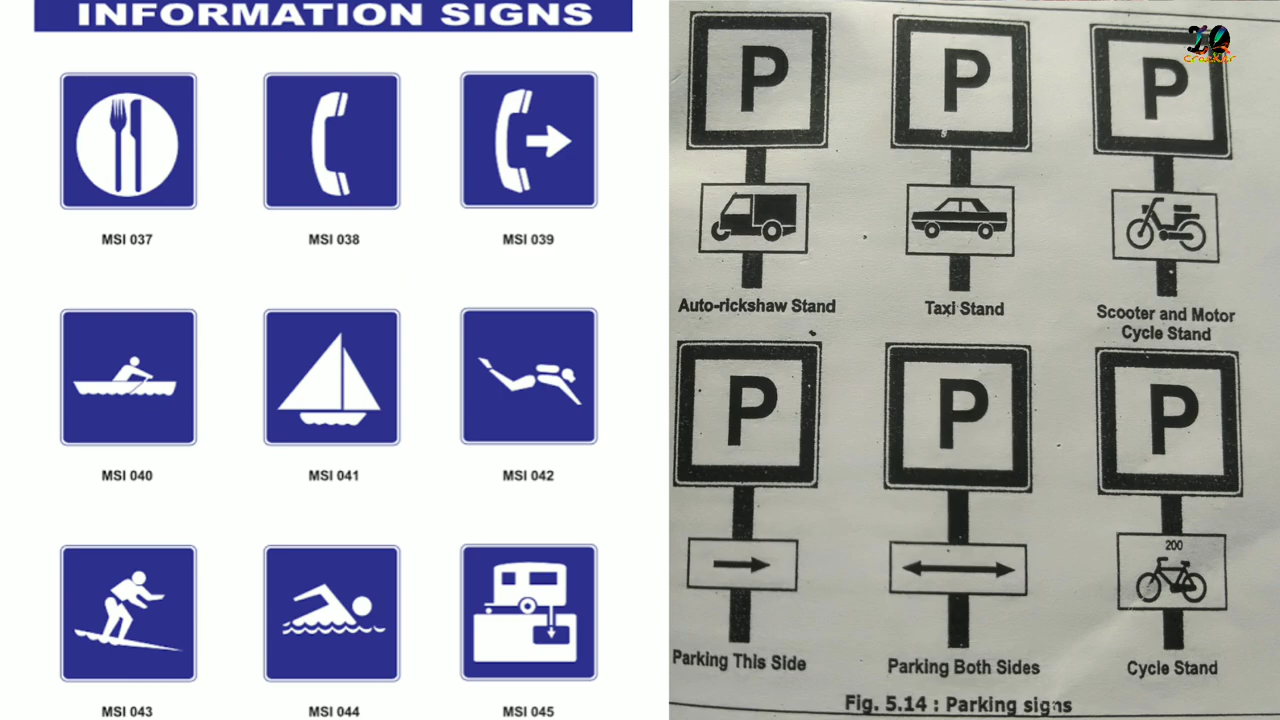 INFORMATION SIGNS
MSI 037
MSI 038
MSI 039
MSI 040
MSI 041
MSI 042
MSI 043
MSI 044
MSI 045
P
P
P
Auto-rickshaw Stand
Taxi Stand
Scooter and Motor
Cycle Stand
P
P
P
200
Parking This Side
Parking Both Sides
Cycle Stand
Fig. 5.14 : Parking signs
IQ
Cracker